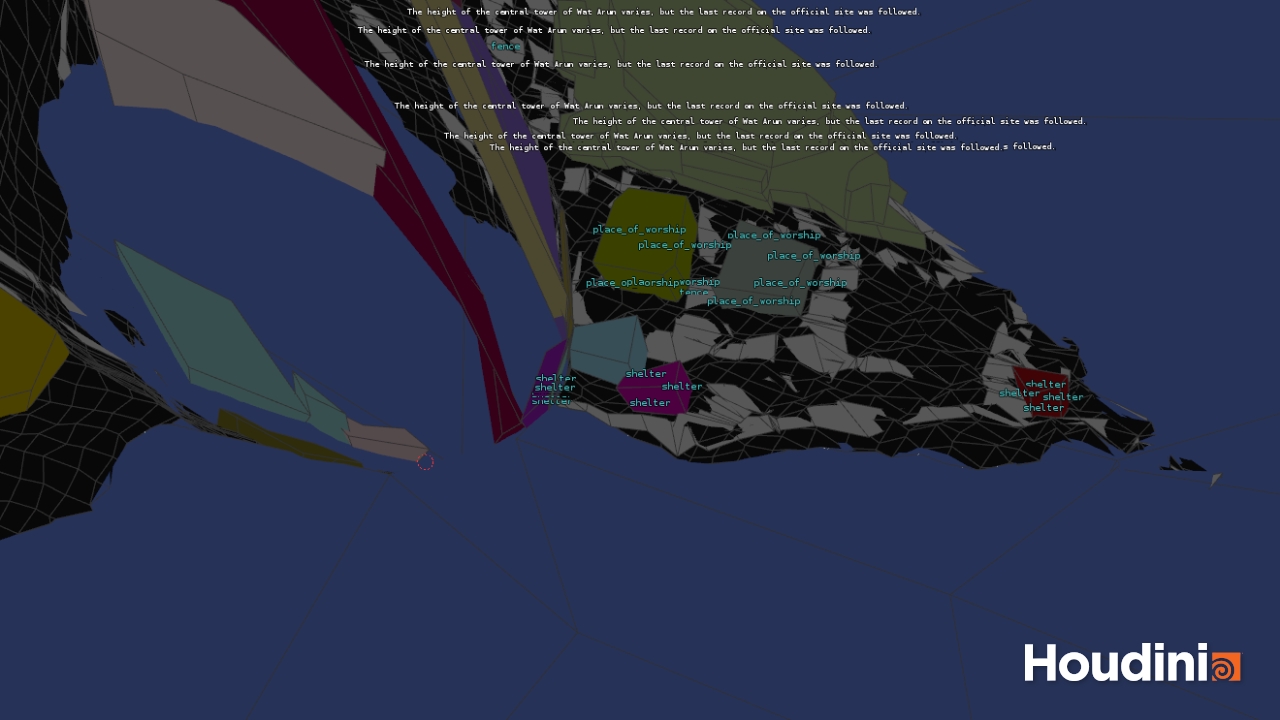 The height of the central tower of Wat Arun varies, but the last record on the official site was followed.
The height of the central tower of Wat Arun varies, but the last record on the official site was followed.
fence
The height of the central tower of Wat Arun varies, but the last record on the official site was followed.
The height of the central tower of Wat Arun varies, but the last record on the official site was followed.
The height of the central tower of Wat Arun varies, but the last record on the official site was followed.
The height of the central tower of Wat Arun varies, but the last record on the official site was followed.
The height of the central tower of Wat Arun varies, but the last record on the official site was followed.s followed.
place_of_worship
place_of_worship
place_of_worship
place_of_worship
place_oplaorshipworship
place_of_worship
fence
place_of_worship
shelter
shelter
shelter
shelter
shelter
shelter
shelter
shelter
shelter
shelter
Houdini